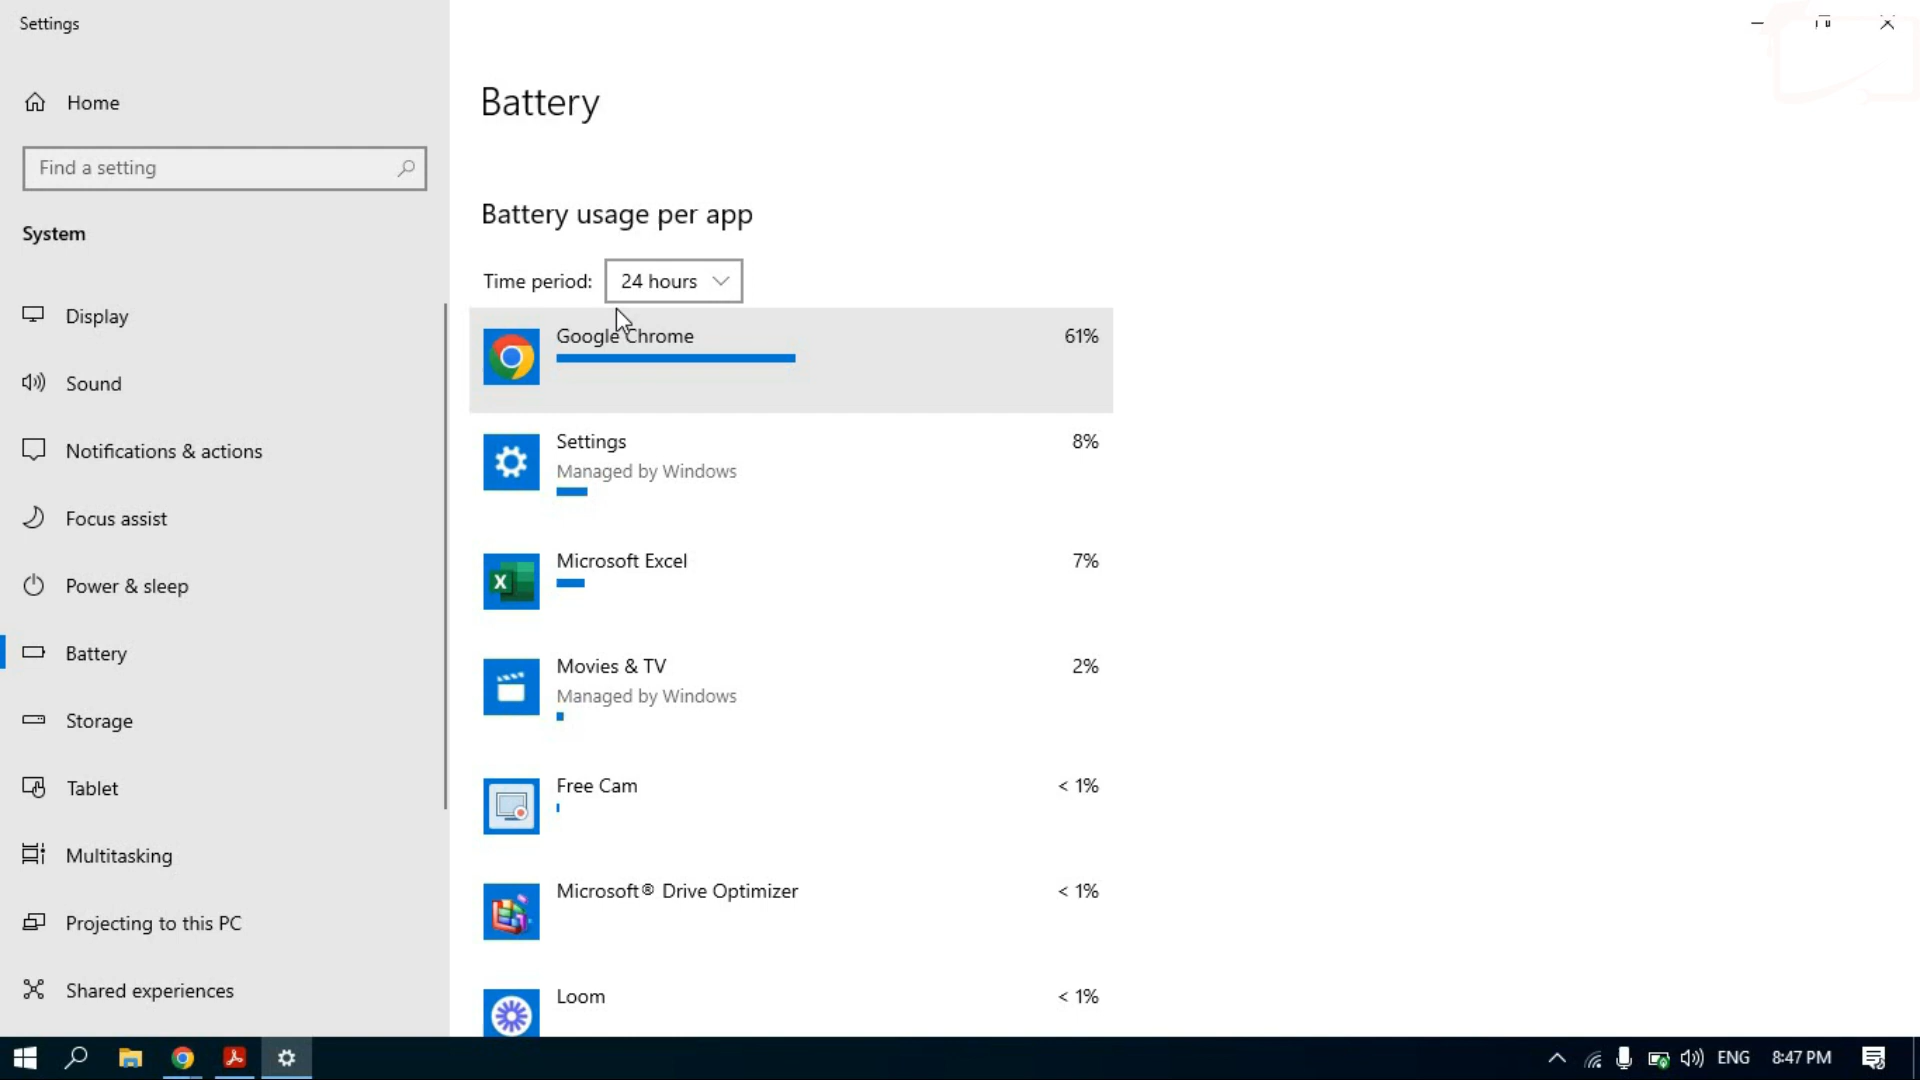 Settings
Home
Find a setting
System
Display
Sound
Notifications & actions
Focus assist
Power & sleep
Battery
Storage
Tablet
Multitasking
Projecting to this PC
Shared experiences
Battery
Battery usage per app
Time period: 24 hours
Google Chrome 61%
Settings 8%
Managed by Windows
Microsoft Excel 7%
Movies & TV 2%
Managed by Windows
Free Cam < 1%
Microsoft® Drive Optimizer < 1%
Loom < 1%
ENG 8:47 PM